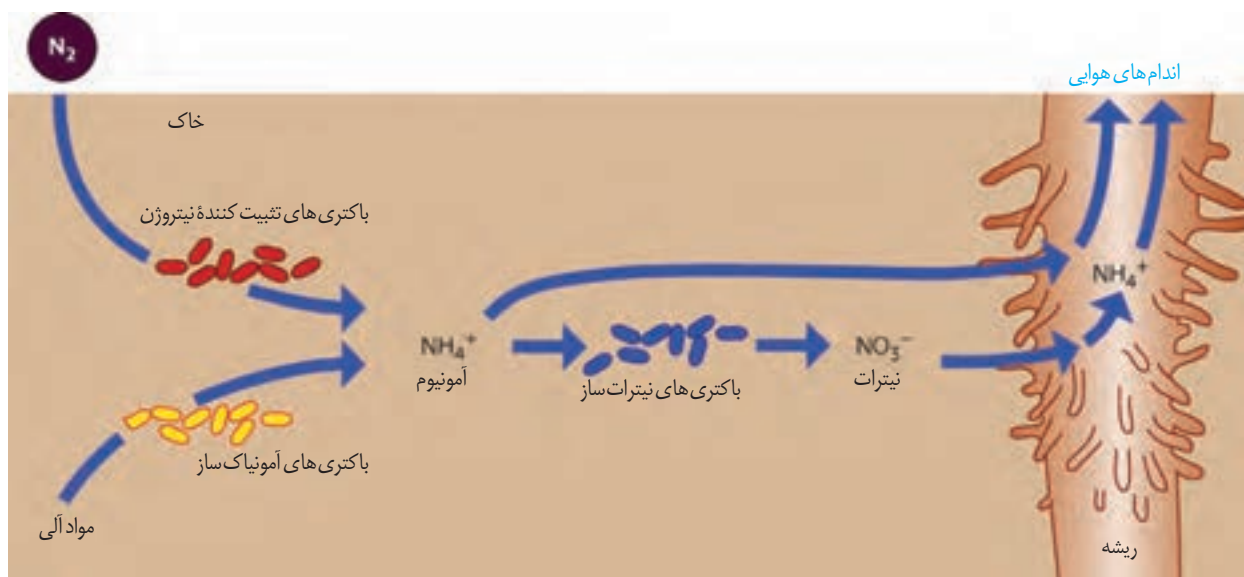 N₂
اندام‌های هوایی
خاک
باکتری‌های تثبیت کنندهٔ نیتروژن
NH₄⁺
NH₄⁺
آمونیوم
باکتری‌های نیترات‌ساز
NO₃⁻
نیترات
باکتری‌های آمونیاک‌ساز
مواد آلی
ریشه